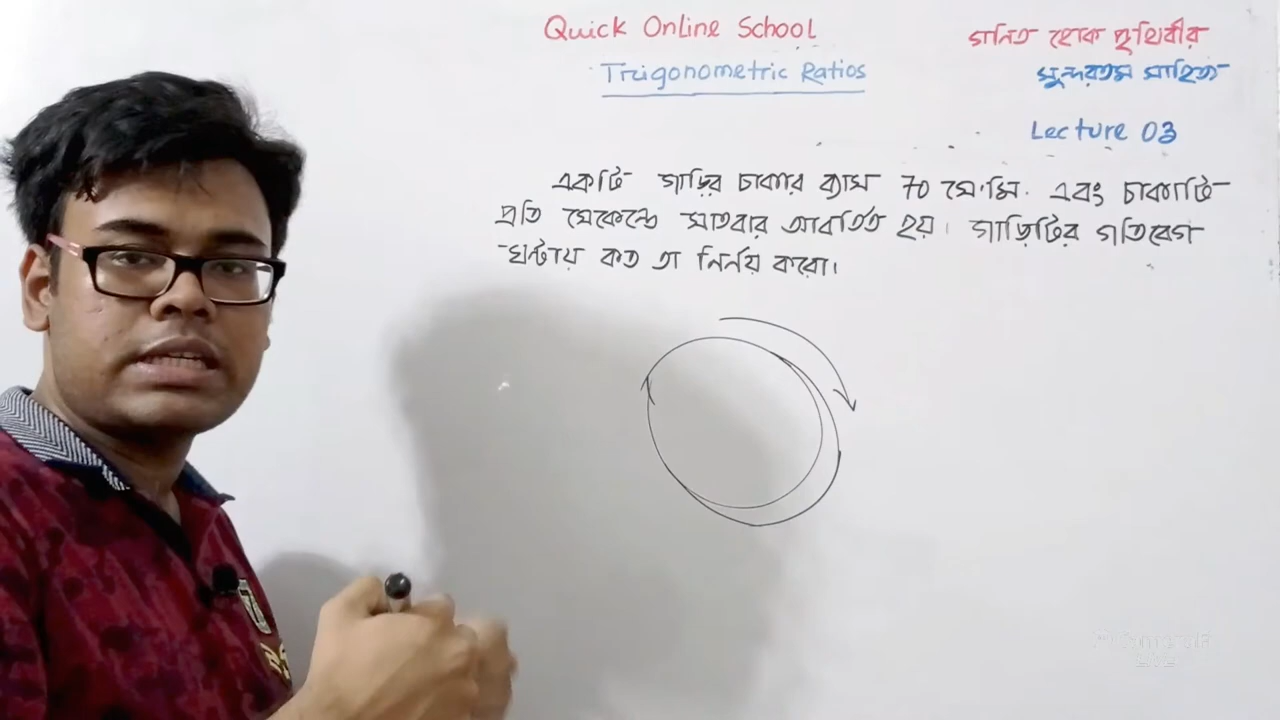 Quick Online School
Trigonometric Ratios
গনিত হোক পৃথিবীর
সুন্দরতম সাহিত্য
Lecture 03
একটি গাড়ির চাকার ব্যাস 70 সে.মি. এবং চাকাটি
প্রতি সেকেন্ডে সাতবার আবর্তিত হয়। গাড়িটির গতিবেগ
ঘন্টায় কত তা নির্নয় করো।